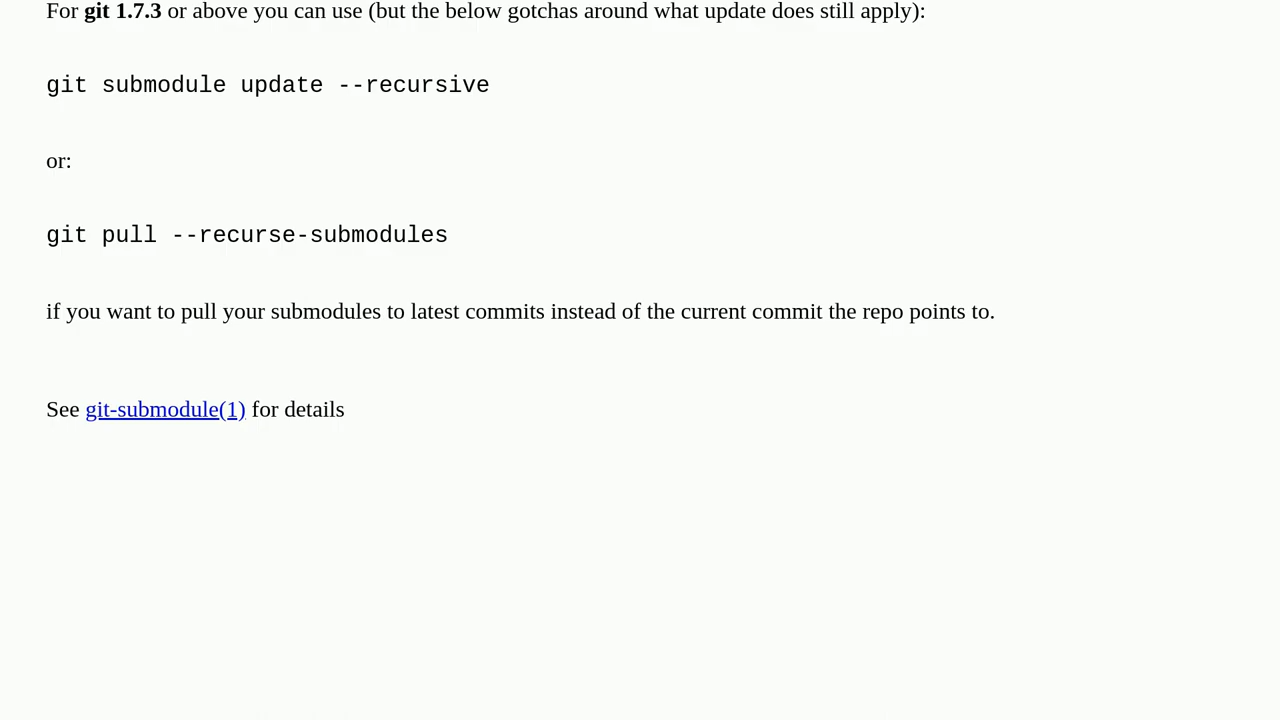 For git 1.7.3 or above you can use (but the below gotchas around what update does still apply):
git submodule update --recursive
or:
git pull --recurse-submodules
if you want to pull your submodules to latest commits instead of the current commit the repo points to.
See git-submodule(1) for details